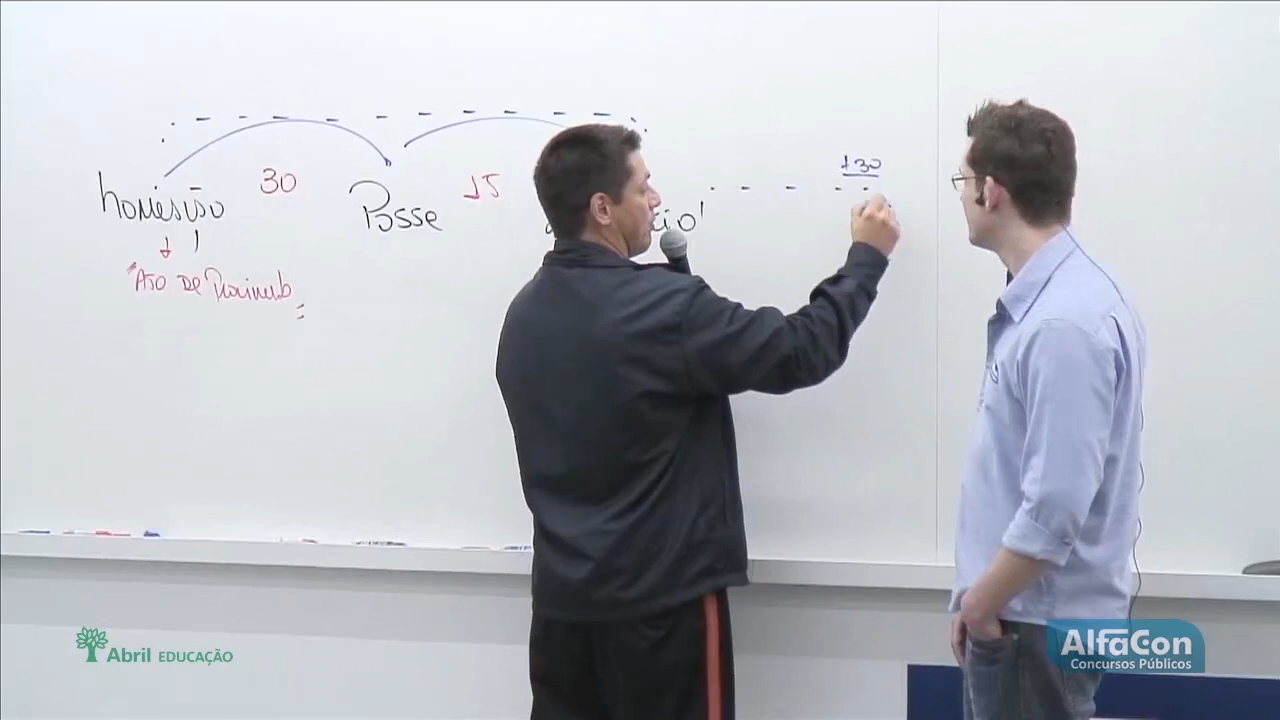 +30
30
15
Nomeação
Posse
ATO DE Provimento
Abril EDUCAÇÃO
AlfaCon
Concursos Públicos